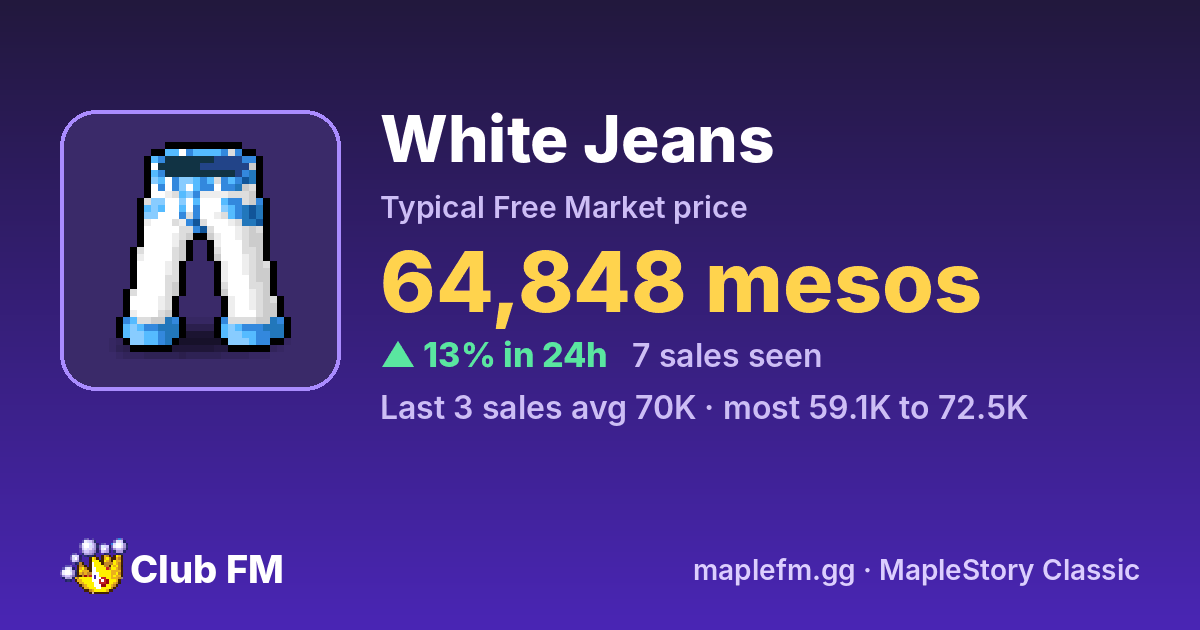 White Jeans
Typical Free Market price
64,848 mesos
▲ 13% in 24h 7 sales seen
Last 3 sales avg 70K · most 59.1K to 72.5K
Club FM
maplefm.gg · MapleStory Classic